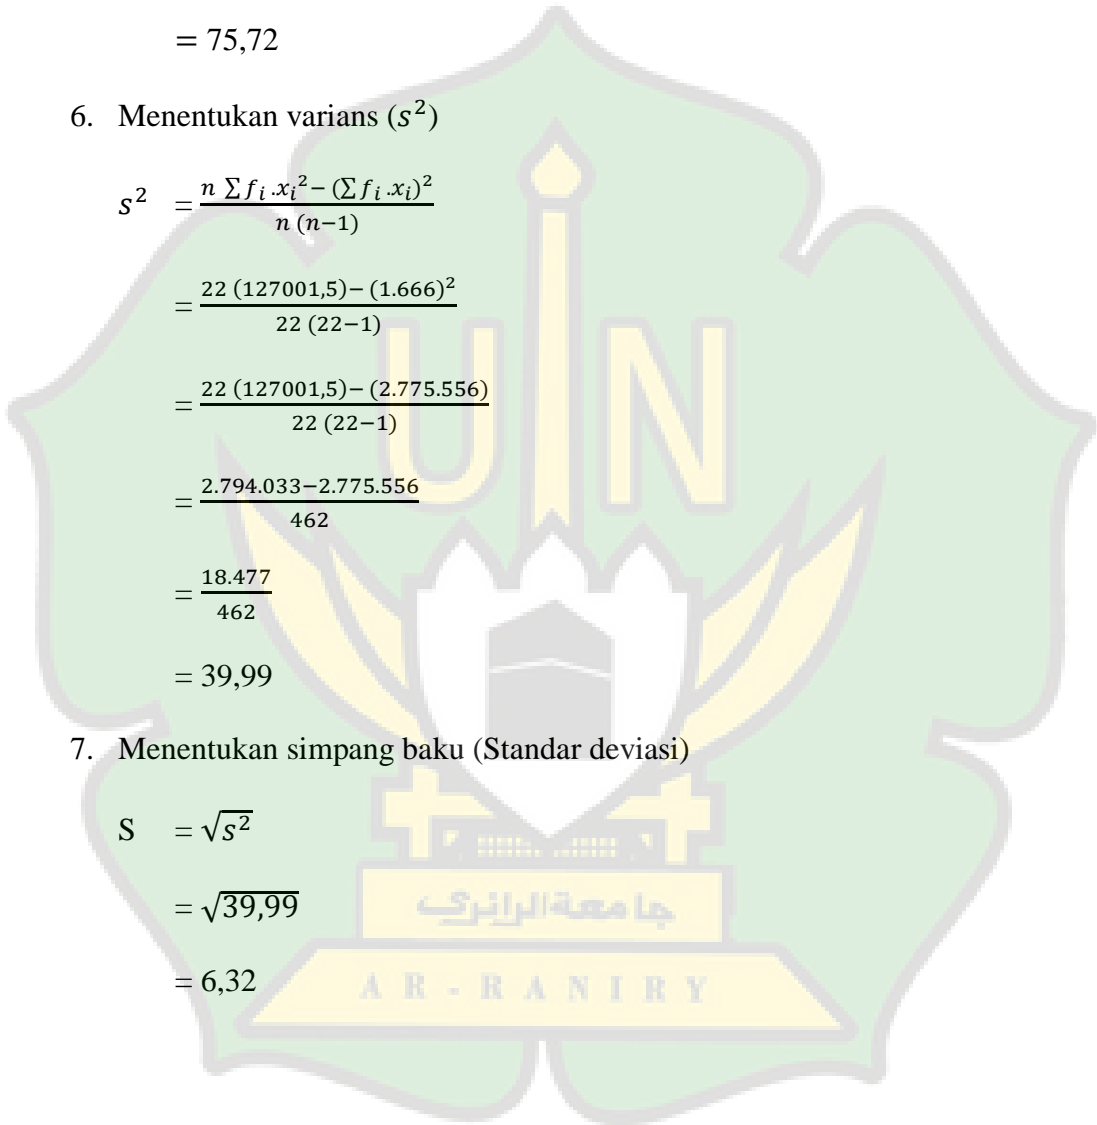 = 75,72
6. Menentukan varians (𝑠²)
𝑠² = (𝑛 ∑𝑓ᵢ .𝑥ᵢ² − (∑𝑓ᵢ .𝑥ᵢ)²) / (𝑛 (𝑛−1))
= (22 (127001,5)− (1.666)²) / (22 (22−1))
= (22 (127001,5)− (2.775.556)) / (22 (22−1))
= (2.794.033−2.775.556) / 462
= 18.477 / 462
= 39,99
7. Menentukan simpang baku (Standar deviasi)
S = √𝑠²
= √39,99
= 6,32
UIN
جامعة الرانري
AR-RANIRY